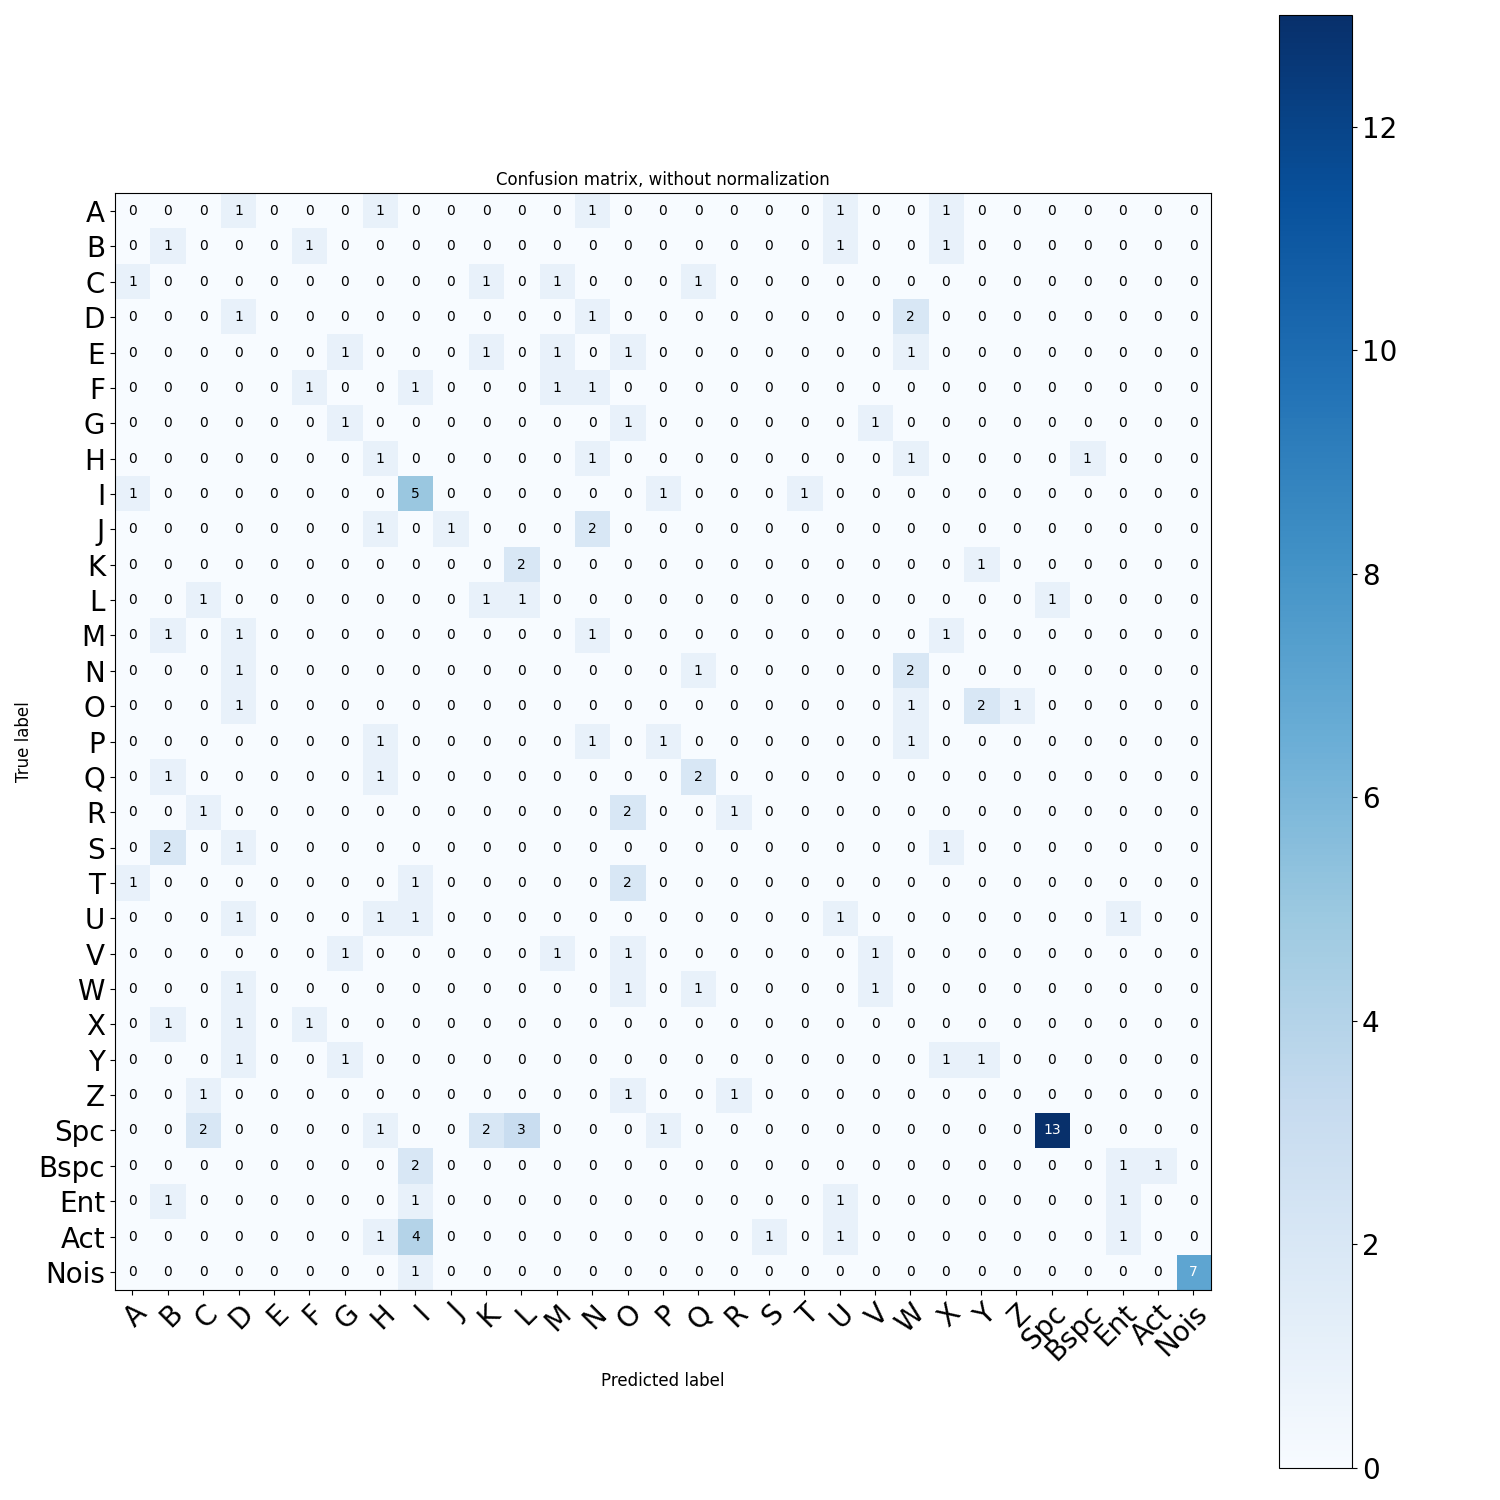 Confusion matrix, without normalization
A 0 0 0 1 0 0 0 1 0 0 0 0 0 1 0 0 0 0 0 0 1 0 0 1 0 0 0 0 0 0 0
B 0 1 0 0 0 1 0 0 0 0 0 0 0 0 0 0 0 0 0 0 1 0 0 1 0 0 0 0 0 0 0
C 1 0 0 0 0 0 0 0 0 0 1 0 1 0 0 0 1 0 0 0 0 0 0 0 0 0 0 0 0 0 0
D 0 0 0 1 0 0 0 0 0 0 0 0 0 1 0 0 0 0 0 0 0 0 2 0 0 0 0 0 0 0 0
E 0 0 0 0 0 0 1 0 0 0 1 0 1 0 1 0 0 0 0 0 0 0 1 0 0 0 0 0 0 0 0
F 0 0 0 0 0 1 0 0 1 0 0 0 1 1 0 0 0 0 0 0 0 0 0 0 0 0 0 0 0 0 0
G 0 0 0 0 0 0 1 0 0 0 0 0 0 0 1 0 0 0 0 0 0 1 0 0 0 0 0 0 0 0 0
H 0 0 0 0 0 0 0 1 0 0 0 0 0 1 0 0 0 0 0 0 0 0 1 0 0 0 0 1 0 0 0
I 1 0 0 0 0 0 0 0 5 0 0 0 0 0 0 1 0 0 0 1 0 0 0 0 0 0 0 0 0 0 0
J 0 0 0 0 0 0 0 1 0 1 0 0 0 2 0 0 0 0 0 0 0 0 0 0 0 0 0 0 0 0 0
K 0 0 0 0 0 0 0 0 0 0 0 2 0 0 0 0 0 0 0 0 0 0 0 0 1 0 0 0 0 0 0
L 0 0 1 0 0 0 0 0 0 0 1 1 0 0 0 0 0 0 0 0 0 0 0 0 0 0 1 0 0 0 0
M 0 1 0 1 0 0 0 0 0 0 0 0 0 1 0 0 0 0 0 0 0 0 0 1 0 0 0 0 0 0 0
N 0 0 0 1 0 0 0 0 0 0 0 0 0 0 0 0 1 0 0 0 0 0 2 0 0 0 0 0 0 0 0
O 0 0 0 1 0 0 0 0 0 0 0 0 0 0 0 0 0 0 0 0 0 0 1 0 2 1 0 0 0 0 0
P 0 0 0 0 0 0 0 1 0 0 0 0 0 1 0 1 0 0 0 0 0 0 1 0 0 0 0 0 0 0 0
Q 0 1 0 0 0 0 0 1 0 0 0 0 0 0 0 0 2 0 0 0 0 0 0 0 0 0 0 0 0 0 0
R 0 0 1 0 0 0 0 0 0 0 0 0 0 0 2 0 0 1 0 0 0 0 0 0 0 0 0 0 0 0 0
S 0 2 0 1 0 0 0 0 0 0 0 0 0 0 0 0 0 0 0 0 0 0 0 1 0 0 0 0 0 0 0
T 1 0 0 0 0 0 0 0 1 0 0 0 0 0 2 0 0 0 0 0 0 0 0 0 0 0 0 0 0 0 0
U 0 0 0 1 0 0 0 1 1 0 0 0 0 0 0 0 0 0 0 0 1 0 0 0 0 0 0 0 1 0 0
V 0 0 0 0 0 0 1 0 0 0 0 0 1 0 1 0 0 0 0 0 0 1 0 0 0 0 0 0 0 0 0
W 0 0 0 1 0 0 0 0 0 0 0 0 0 0 1 0 1 0 0 0 0 1 0 0 0 0 0 0 0 0 0
X 0 1 0 1 0 1 0 0 0 0 0 0 0 0 0 0 0 0 0 0 0 0 0 0 0 0 0 0 0 0 0
Y 0 0 0 1 0 0 1 0 0 0 0 0 0 0 0 0 0 0 0 0 0 0 0 1 1 0 0 0 0 0 0
Z 0 0 1 0 0 0 0 0 0 0 0 0 0 0 1 0 0 1 0 0 0 0 0 0 0 0 0 0 0 0 0
Spc 0 0 2 0 0 0 0 1 0 0 2 3 0 0 0 1 0 0 0 0 0 0 0 0 0 0 13 0 0 0 0
Bspc 0 0 0 0 0 0 0 0 2 0 0 0 0 0 0 0 0 0 0 0 0 0 0 0 0 0 0 0 1 1 0
Ent 0 1 0 0 0 0 0 0 1 0 0 0 0 0 0 0 0 0 0 0 1 0 0 0 0 0 0 0 1 0 0
Act 0 0 0 0 0 0 0 1 4 0 0 0 0 0 0 0 0 0 1 0 1 0 0 0 0 0 0 0 1 0 0
Nois 0 0 0 0 0 0 0 0 1 0 0 0 0 0 0 0 0 0 0 0 0 0 0 0 0 0 0 0 0 0 7
A B C D E F G H I J K L M N O P Q R S T U V W X Y Z Spc Bspc Ent Act Nois
Predicted label
True label
12
10
8
6
4
2
0